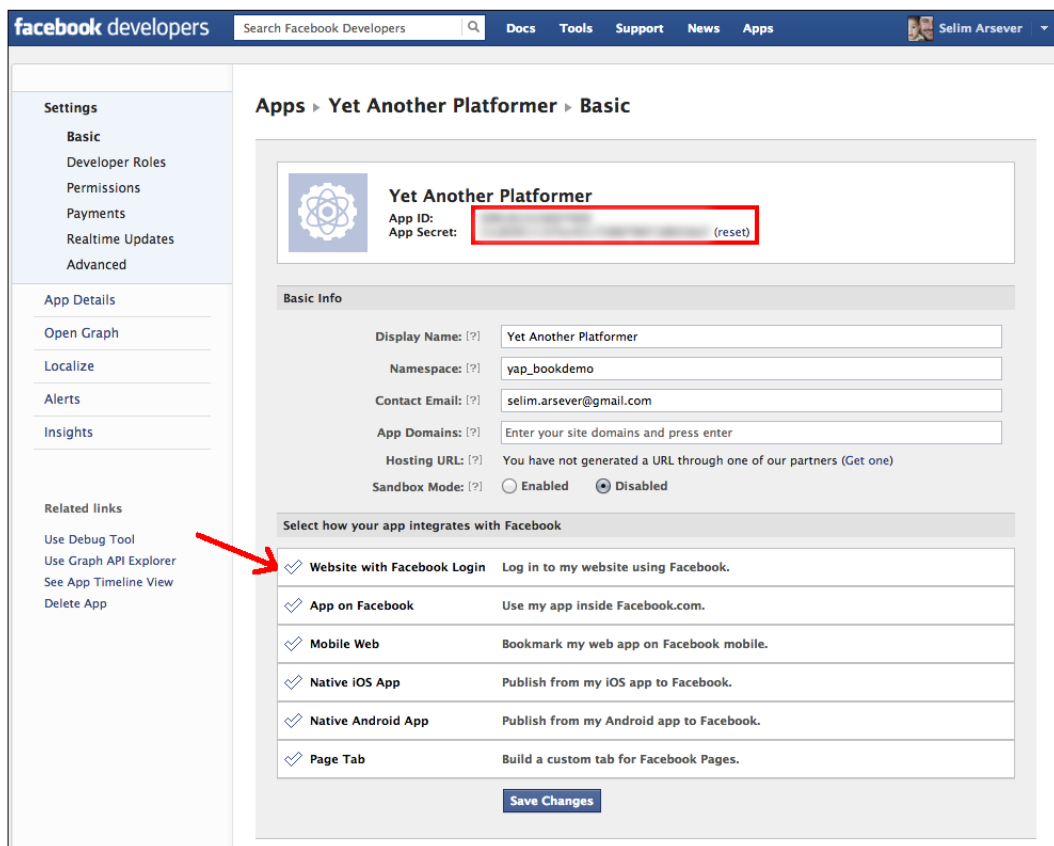 facebook developers
Search Facebook Developers
Docs Tools Support News Apps
Selim Arsever
Settings
Basic
Developer Roles
Permissions
Payments
Realtime Updates
Advanced
App Details
Open Graph
Localize
Alerts
Insights
Related links
Use Debug Tool
Use Graph API Explorer
See App Timeline View
Delete App
Apps ▸ Yet Another Platformer ▸ Basic
Yet Another Platformer
App ID:
App Secret: (reset)
Basic Info
Display Name: [?] Yet Another Platformer
Namespace: [?] yap_bookdemo
Contact Email: [?] selim.arsever@gmail.com
App Domains: [?] Enter your site domains and press enter
Hosting URL: [?] You have not generated a URL through one of our partners (Get one)
Sandbox Mode: [?] Enabled Disabled
Select how your app integrates with Facebook
Website with Facebook Login Log in to my website using Facebook.
App on Facebook Use my app inside Facebook.com.
Mobile Web Bookmark my web app on Facebook mobile.
Native iOS App Publish from my iOS app to Facebook.
Native Android App Publish from my Android app to Facebook.
Page Tab Build a custom tab for Facebook Pages.
Save Changes